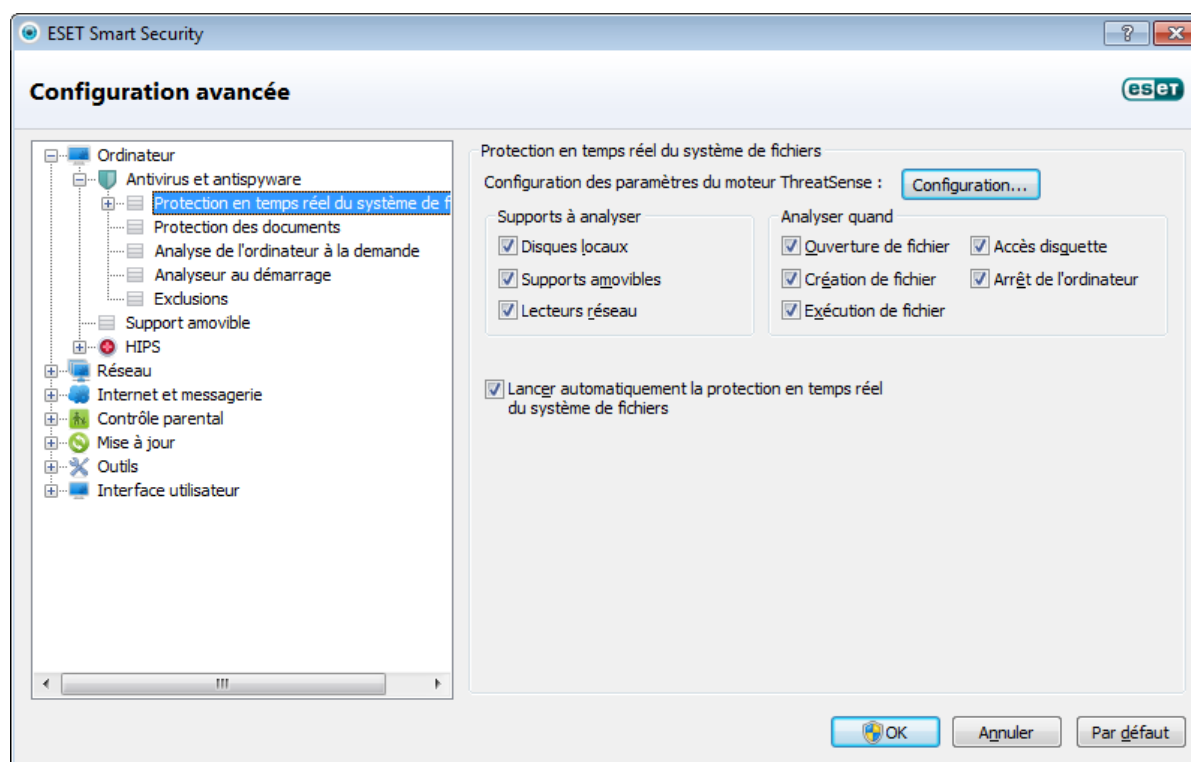 ESET Smart Security
Configuration avancée
eseT
Ordinateur
Antivirus et antispyware
Protection en temps réel du système de f
Protection des documents
Analyse de l'ordinateur à la demande
Analyseur au démarrage
Exclusions
Support amovible
HIPS
Réseau
Internet et messagerie
Contrôle parental
Mise à jour
Outils
Interface utilisateur
Protection en temps réel du système de fichiers
Configuration des paramètres du moteur ThreatSense :
Configuration...
Supports à analyser
Disques locaux
Supports amovibles
Lecteurs réseau
Analyser quand
Ouverture de fichier
Accès disquette
Création de fichier
Arrêt de l'ordinateur
Exécution de fichier
Lancer automatiquement la protection en temps réel
du système de fichiers
OK
Annuler
Par défaut